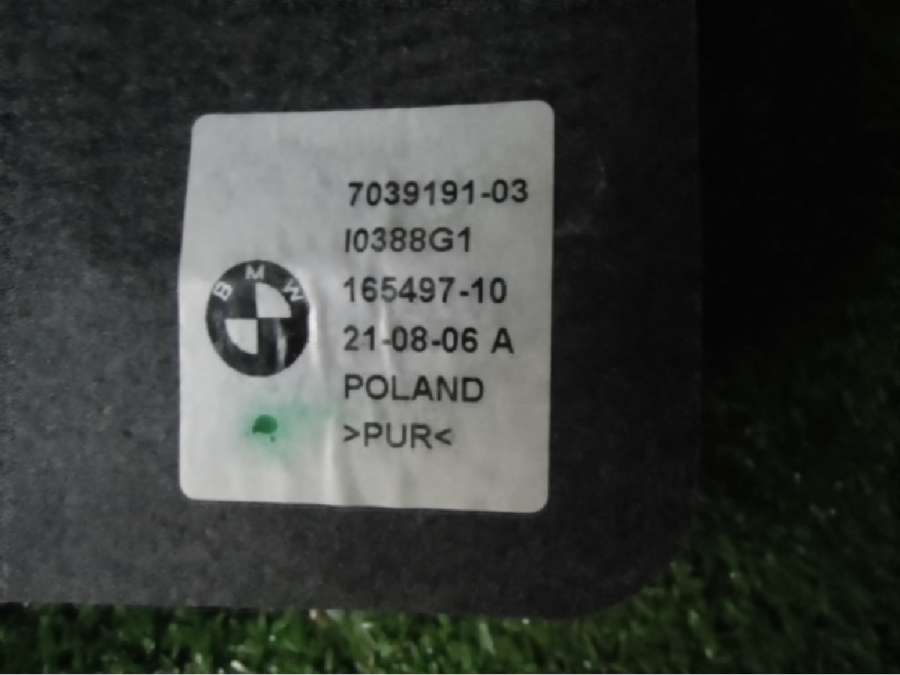 BMW
7039191-03
I0388G1
165497-10
21-08-06 A
POLAND
>PUR<